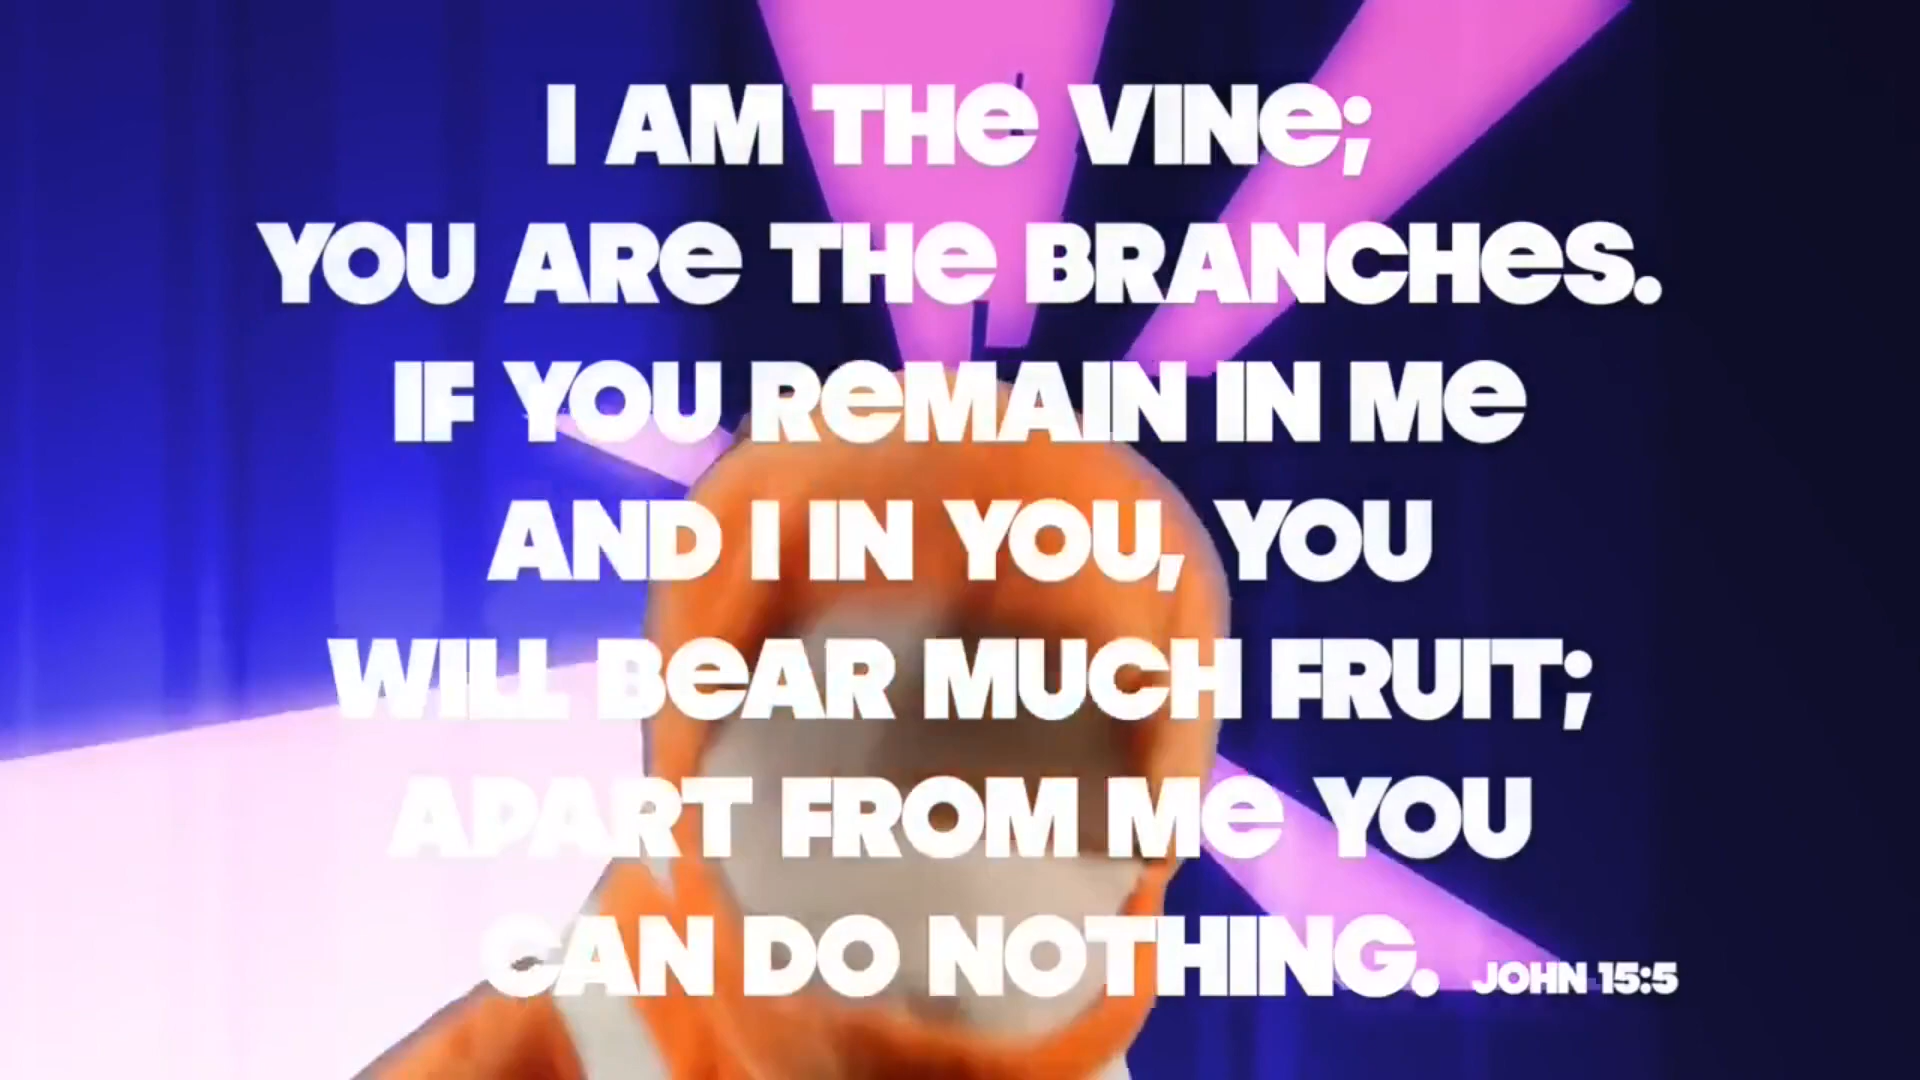 I AM THe VINe;
YOU ARe THe BRANCHeS.
IF YOU ReMAIN IN Me
AND I IN YOU, YOU
WILL BeAR MUCH FRUIT;
APART FROM Me YOU
CAN DO NOTHING. JOHN 15:5